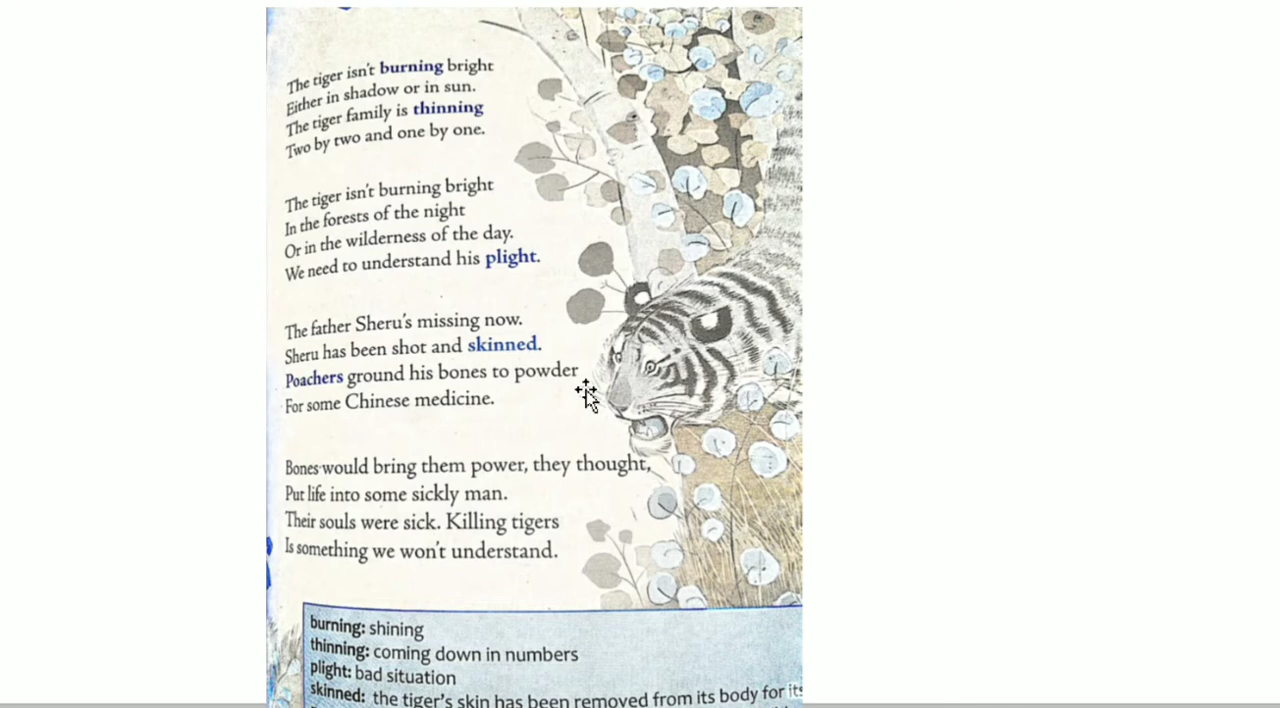 The tiger isn't burning bright
Either in shadow or in sun.
The tiger family is thinning
Two by two and one by one.
The tiger isn't burning bright
In the forests of the night
Or in the wilderness of the day.
We need to understand his plight.
The father Sheru's missing now.
Sheru has been shot and skinned.
Poachers ground his bones to powder
For some Chinese medicine.
Bones would bring them power, they thought,
Put life into some sickly man.
Their souls were sick. Killing tigers
Is something we won't understand.
burning: shining
thinning: coming down in numbers
plight: bad situation
skinned: the tiger's skin has been removed from its body for its